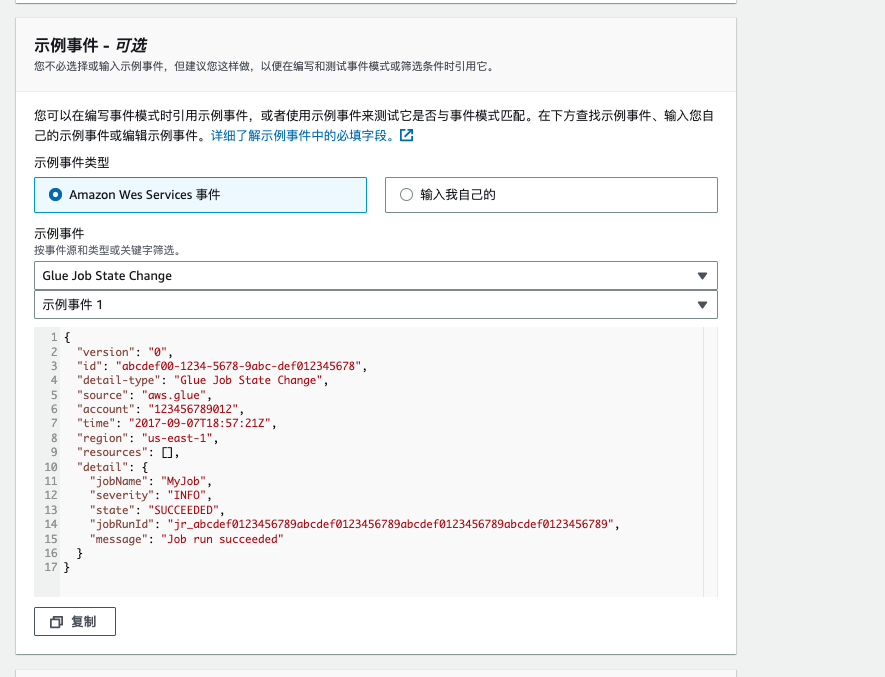 示例事件 - 可选
您不必选择或输入示例事件，但建议您这样做，以便在编写和测试事件模式或筛选条件时引用它。
您可以在编写事件模式时引用示例事件，或者使用示例事件来测试它是否与事件模式匹配。在下方查找示例事件、输入您自
己的示例事件或编辑示例事件。详细了解示例事件中的必填字段。
示例事件类型
Amazon Wes Services 事件
输入我自己的
示例事件
按事件源和类型或关键字筛选。
Glue Job State Change
示例事件 1
1 {
2 "version": "0",
3 "id": "abcdef00-1234-5678-9abc-def012345678",
4 "detail-type": "Glue Job State Change",
5 "source": "aws.glue",
6 "account": "123456789012",
7 "time": "2017-09-07T18:57:21Z",
8 "region": "us-east-1",
9 "resources": [],
10 "detail": {
11 "jobName": "MyJob",
12 "severity": "INFO",
13 "state": "SUCCEEDED",
14 "jobRunId": "jr_abcdef0123456789abcdef0123456789abcdef0123456789abcdef0123456789",
15 "message": "Job run succeeded"
16 }
17 }
复制